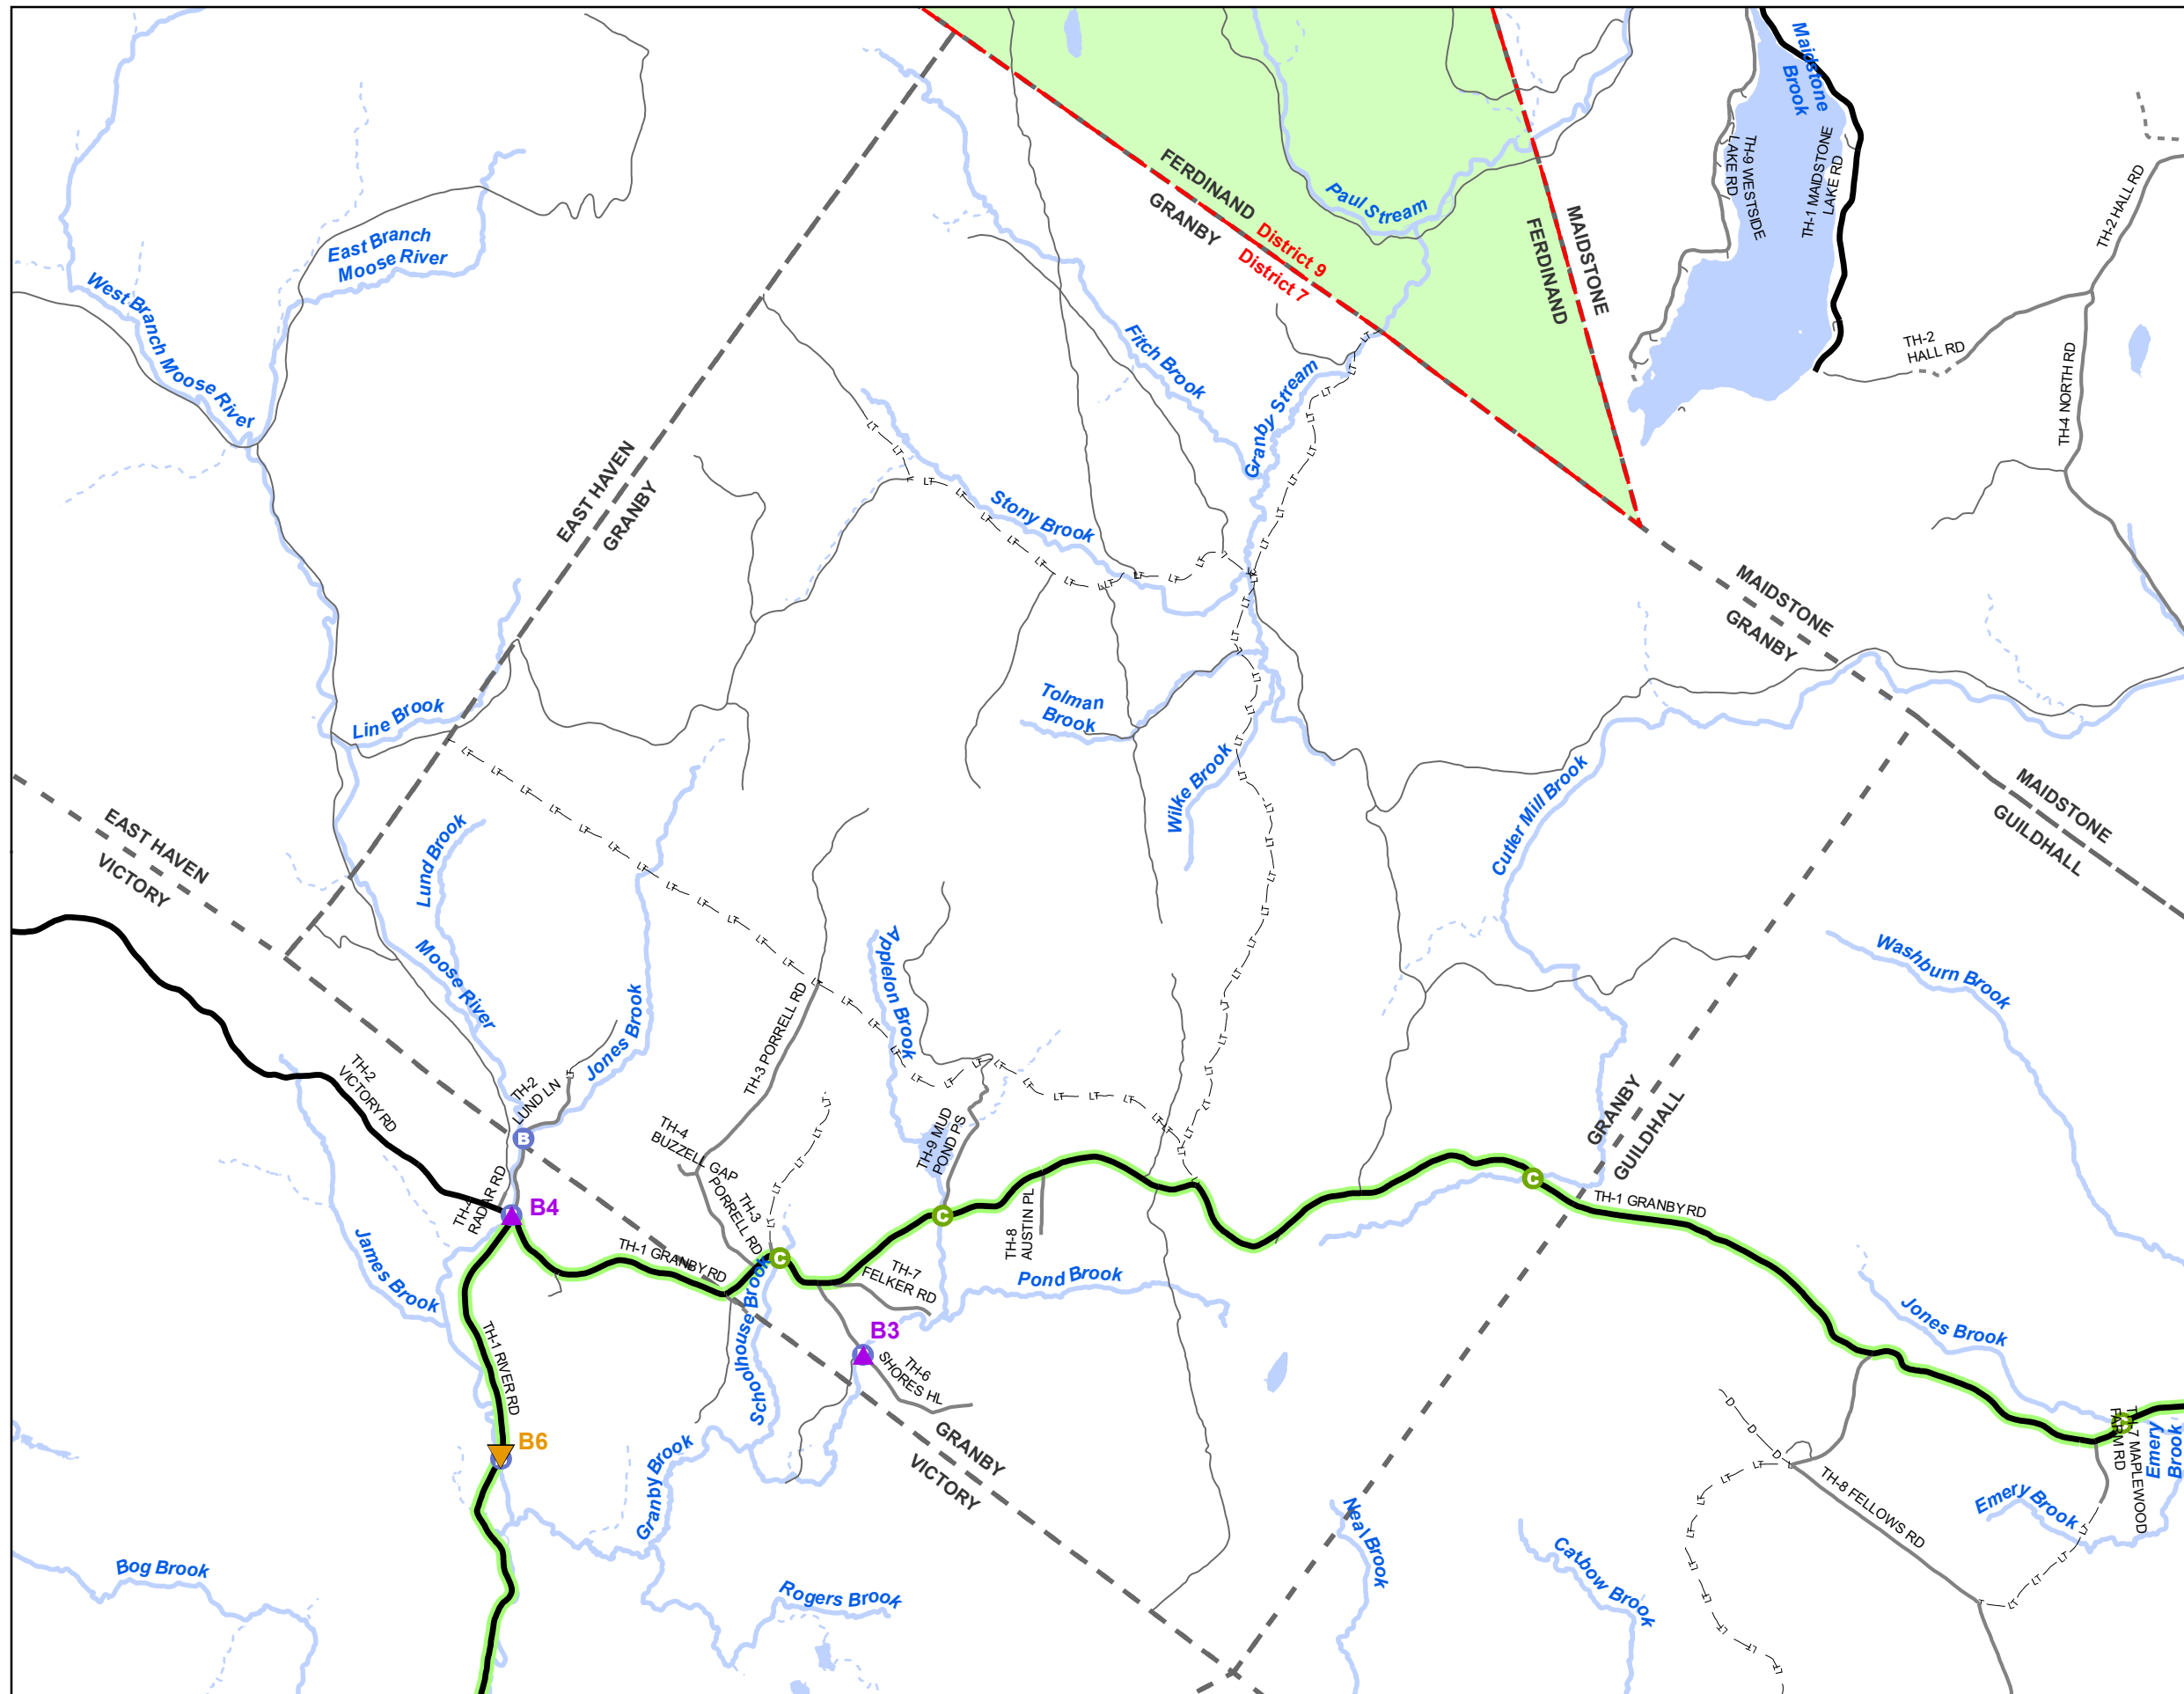 Maidstone
Brook
TH-9 WESTSIDE
LAKE RD
TH-1 MAIDSTONE
LAKE RD
TH-2 HALL RD
FERDINAND
GRANBY
District 9
District 7
Paul Stream
MAIDSTONE
FERDINAND
East Branch
Moose River
West Branch Moose River
Fitch Brook
Granby Stream
TH-2
HALL RD
TH-4 NORTH RD
EAST HAVEN
GRANBY
Stony Brook
MAIDSTONE
GRANBY
Line Brook
Tolman
Brook
Wilke Brook
Cutler Mill Brook
MAIDSTONE
GUILDHALL
EAST HAVEN
VICTORY
Lund Brook
Moose River
Jones Brook
Applelon Brook
Washburn Brook
TH-3 PORRELL RD
TH-2
VICTORY RD
TH-2
LUND LN
B
TH-4
BUZZELL GAP
TH-9 MUD
POND PS
GRANBY
GUILDHALL
RADAR RD
B4
TH-3
PORRELL RD
C
C
C
TH-1 GRANBY RD
TH-1 GRANBY RD
TH-8
AUSTIN PL
TH-7
FELKER RD
Pond Brook
James Brook
Schoolhouse Brook
B3
TH-6
SHORES HL
Jones Brook
TH-1 RIVER RD
B6
GRANBY
VICTORY
Granby Brook
TH-7 MAPLEWOOD
FARM RD
Emery
Brook
TH-8 FELLOWS RD
Emery Brook
Neal Brook
Catbow Brook
Bog Brook
Rogers Brook
LT
D
D
D